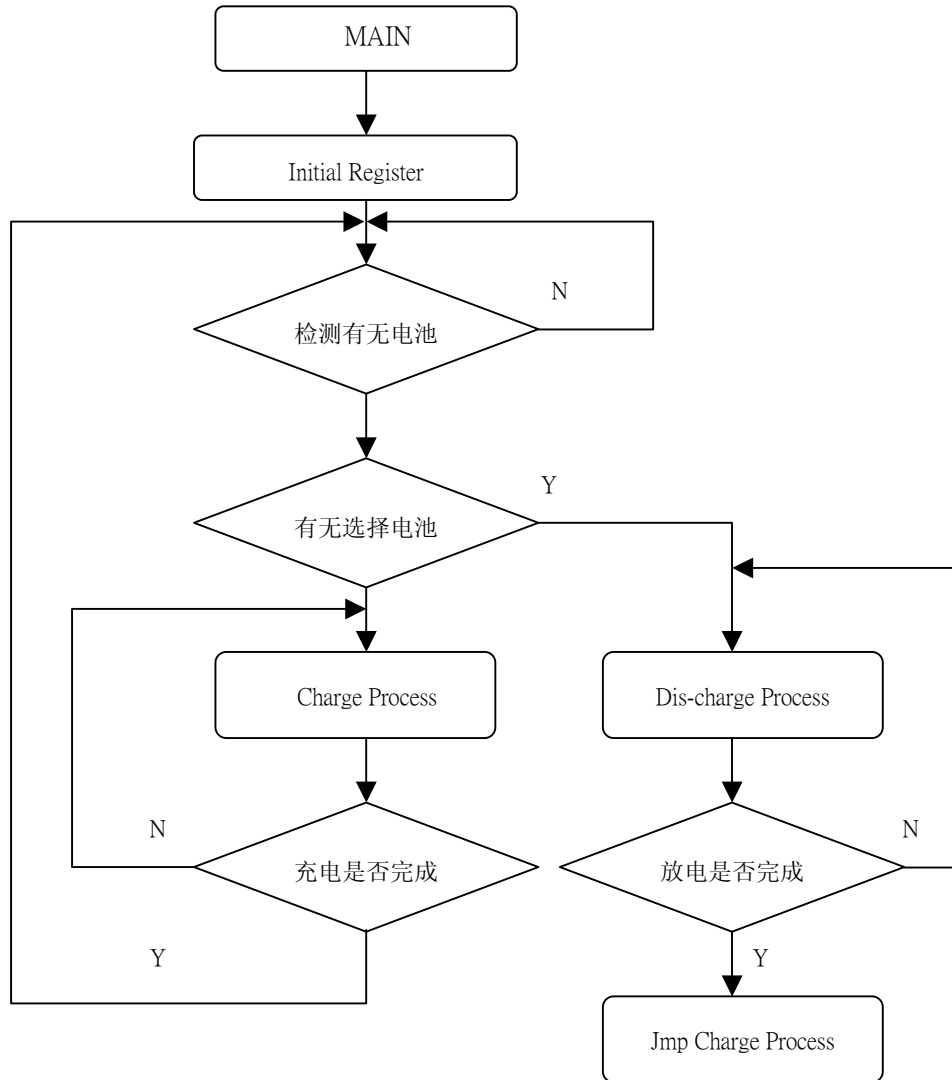 MAIN
Initial Register
N
检测有无电池
Y
有无选择电池
Charge Process
Dis-charge Process
N
充电是否完成
N
放电是否完成
Y
Y
Jmp Charge Process